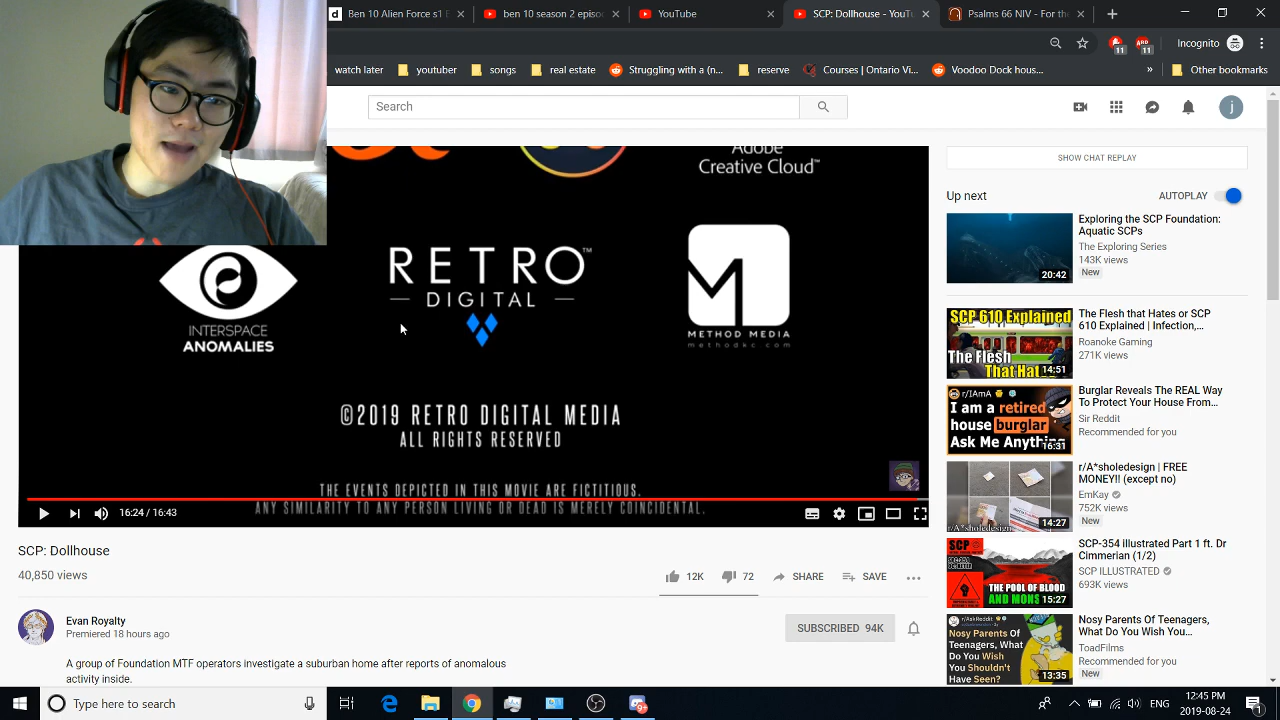 Ben 10 Alien Force s1 E
ben 10 season 2 episo
YouTube
SCP: Dollhouse - YouTu
Psalms 66 NIV - For the
11
11
Incognito
watch later
youtuber
songs
real estate
Struggling with a (n...
reserve
Courses | Ontario Vi...
Voodoo Dock hous...
»
Other bookmarks
Search
j
Adobe
Creative Cloud™
INTERSPACE
ANOMALIES
RETRO™
DIGITAL
METHOD MEDIA
methodkc com
©2019 RETRO DIGITAL MEDIA
ALL RIGHTS RESERVED
THE EVENTS DEPICTED IN THIS MOVIE ARE FICTITIOUS.
ANY SIMILARITY TO ANY PERSON LIVING OR DEAD IS MERELY COINCIDENTAL.
16:24 / 16:43
SCP: Dollhouse
40,850 views
12K
72
SHARE
SAVE
Evan Royalty
Premiered 18 hours ago
SUBSCRIBED 94K
A group of Foundation MTF operators investigate a suburban home after reports of anomalous
activity inside.
SHOW CHAT REPLAY
Up next
AUTOPLAY
20:42
Exploring the SCP Foundation:
Aquatic SCPs
The Exploring Series
143K views
New
SCP 610 Explained
The Flesh
That Hat
14:51
The Flesh that Hates or SCP
610 Explained | Infection,...
Roanoke Gaming
271K views
r/IAmA
I am a retired
house burglar
Ask Me Anything
16:31
Burglar Reveals The REAL Way
To Protect Your House From...
Sir Reddit
Recommended for you
r/A*sholedesign
14:27
r/A*sholedesign | FREE
MONEY!! (except no)
EmKay
752K views
New
SCP
THE POOL OF BLOOD
AND MONS
15:27
SCP-354 illustrated Part 1 ft. Dr
Cimmerian (1/2)
SCP ILLUSTRATED
693K views
r/AskReddit
Nosy Parents Of
Teenagers, What
Do You Wish
You Shouldn't
Have Seen?
13:35
Nosy Parents Of Teenagers,
What Do You Wish You...
ToadFilms
Recommended for you
New
Type here to search
9+
ENG
12:45 PM
2019-08-24
1